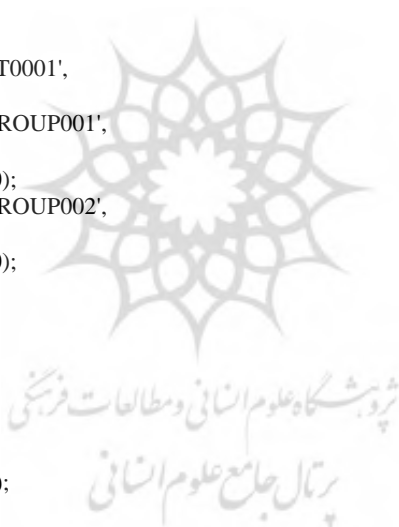 T0001',
ROUP001',
);
ROUP002',
);
پژوهشگاه علوم انسانی و مطالعات فرهنگی
پرتال جامع علوم انسانی
);